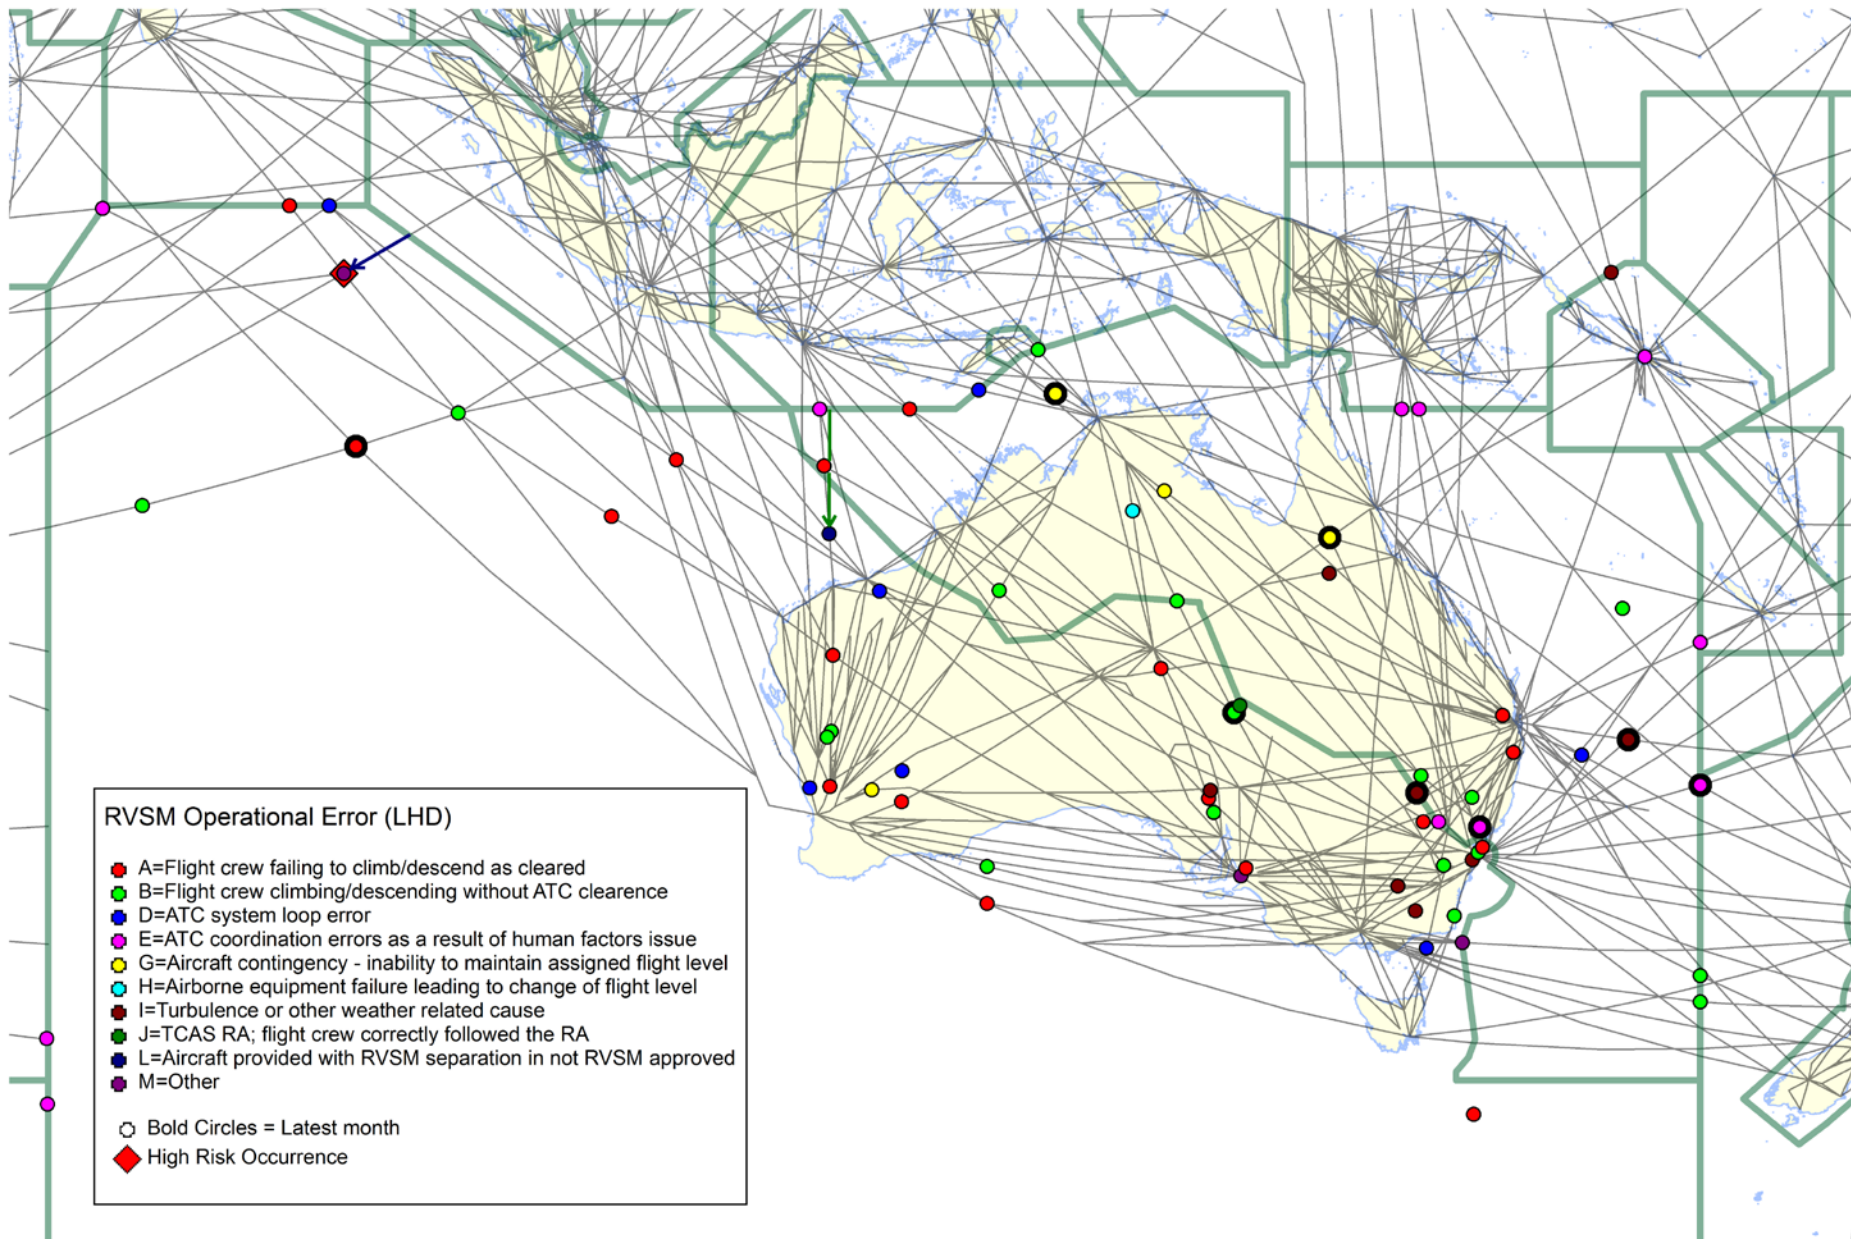 RVSM Operational Error (LHD)
A=Flight crew failing to climb/descend as cleared
B=Flight crew climbing/descending without ATC clearence
D=ATC system loop error
E=ATC coordination errors as a result of human factors issue
G=Aircraft contingency - inability to maintain assigned flight level
H=Airborne equipment failure leading to change of flight level
I=Turbulence or other weather related cause
J=TCAS RA; flight crew correctly followed the RA
L=Aircraft provided with RVSM separation in not RVSM approved
M=Other
Bold Circles = Latest month
High Risk Occurrence